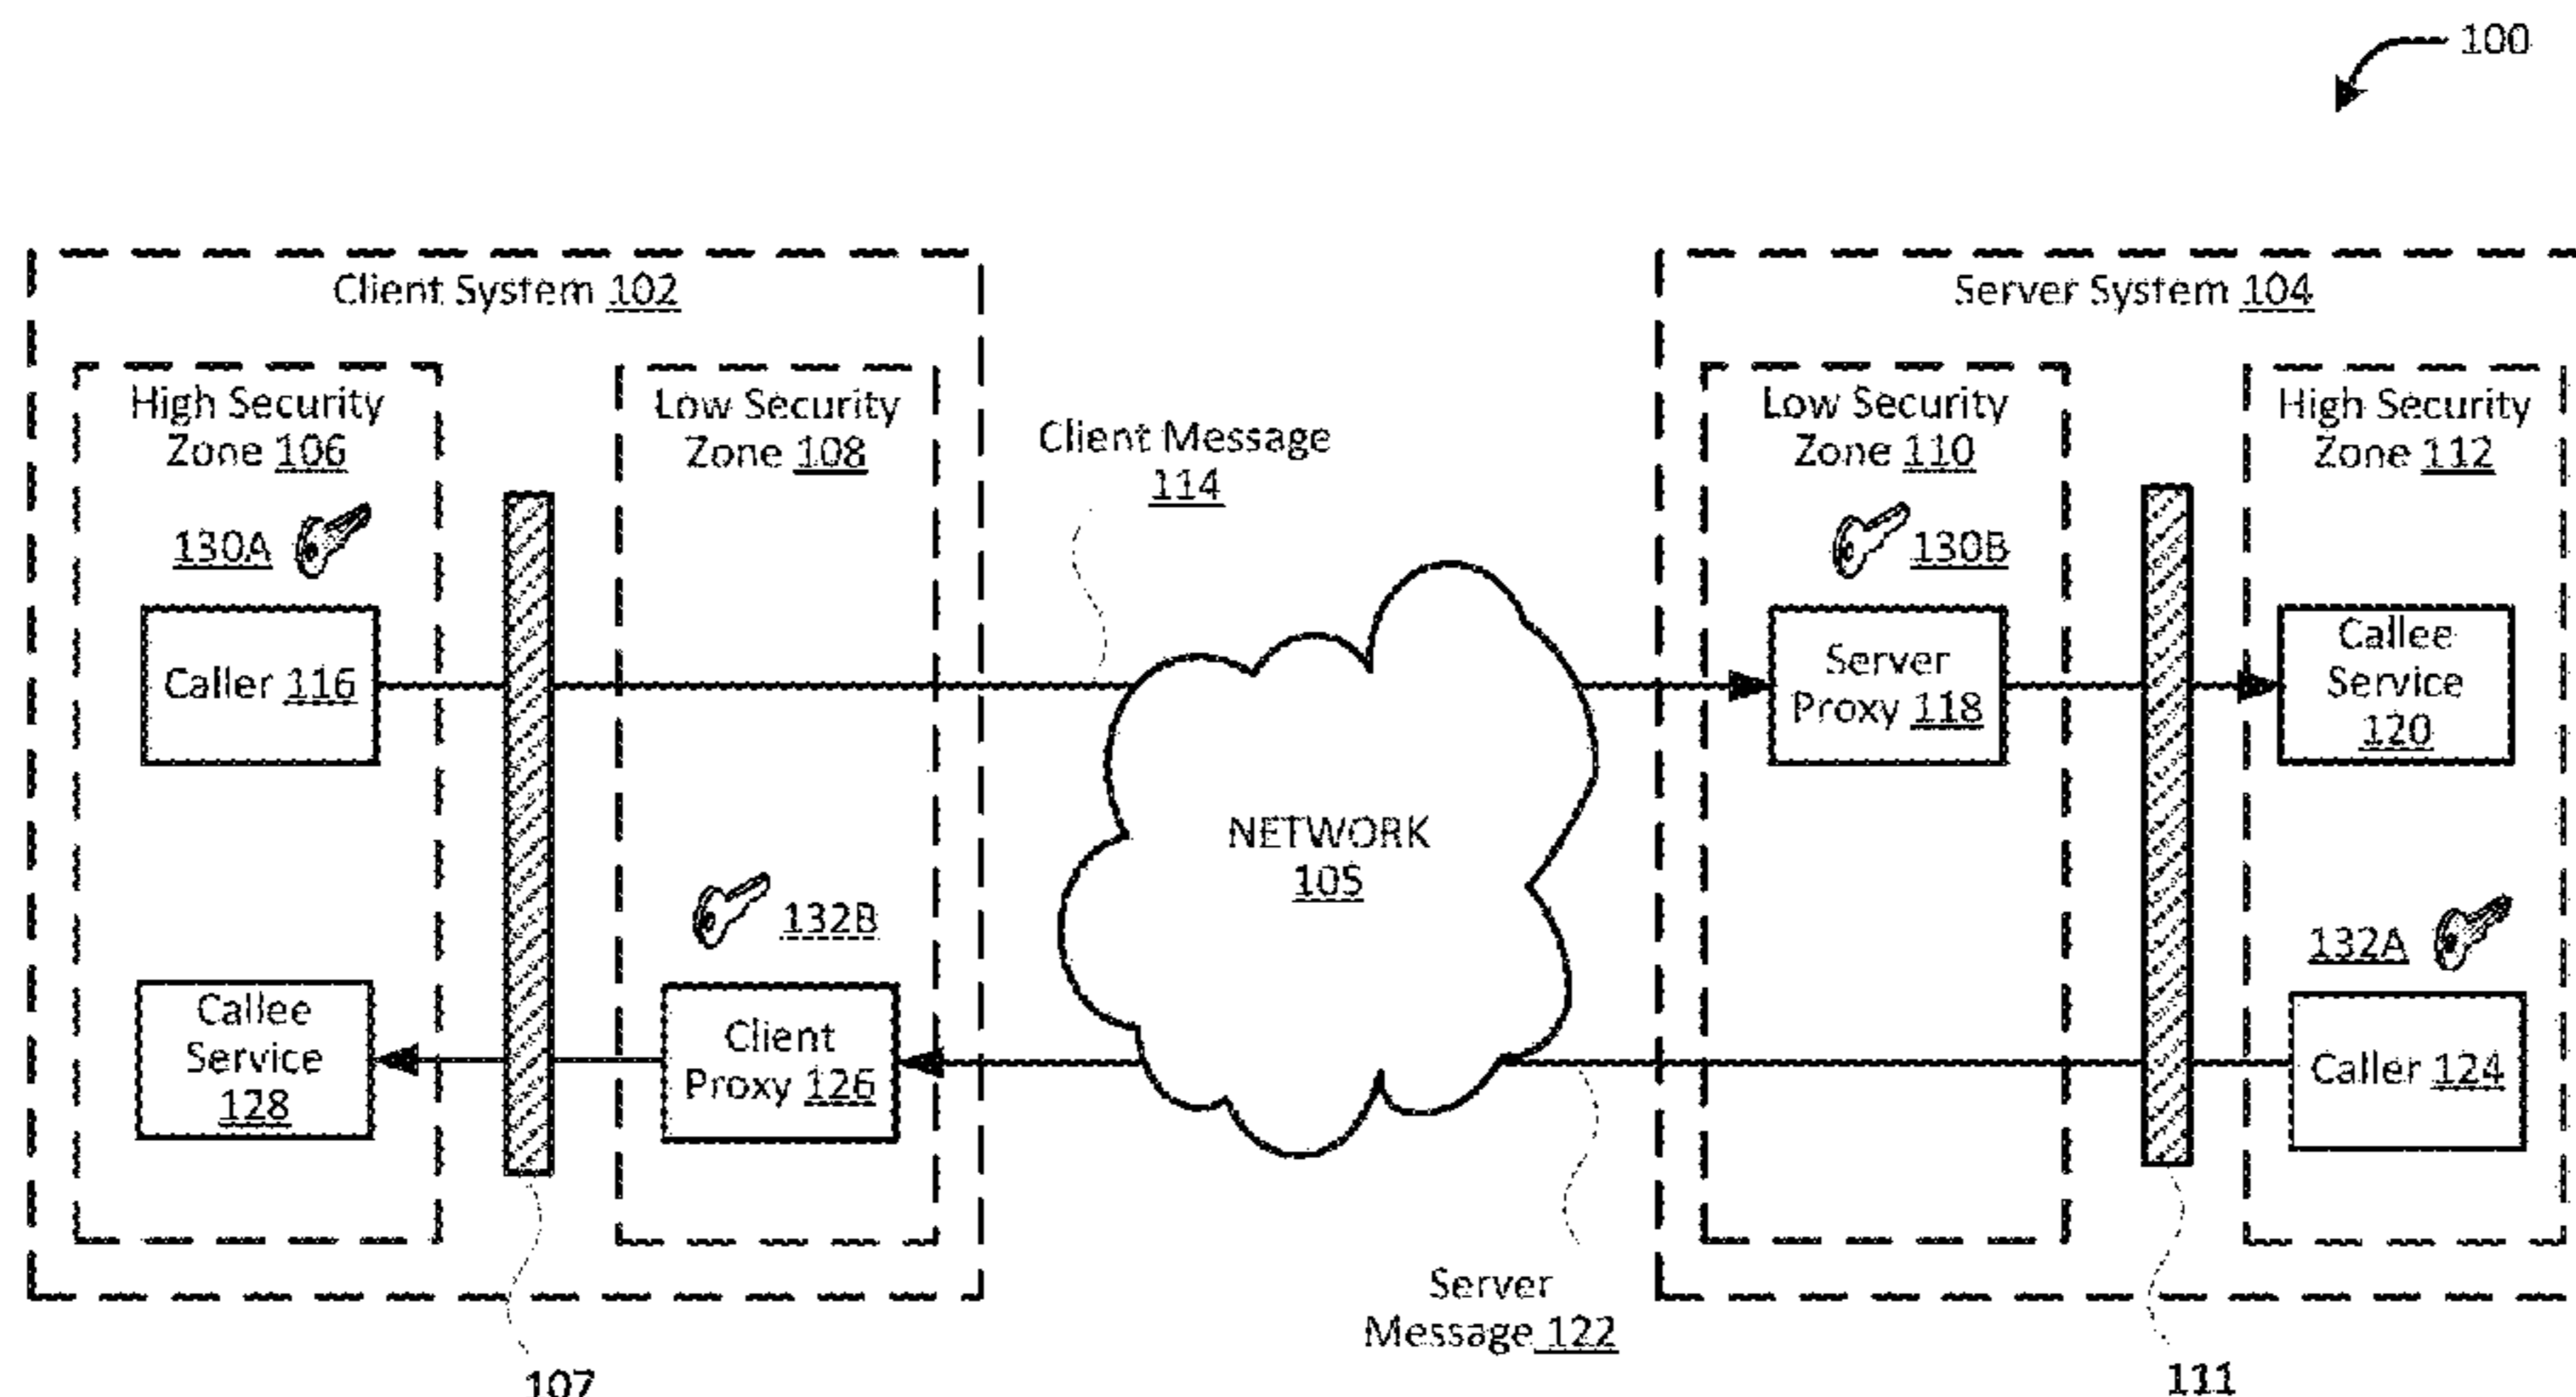 100
Client System 102
High Security
Zone 106
130A
Caller 116
Callee
Service
128
Low Security
Zone 108
132B
Client
Proxy 126
107
Client Message
114
NETWORK
105
Server
Message 122
Server System 104
Low Security
Zone 110
130B
Server
Proxy 118
High Security
Zone 112
Callee
Service
120
132A
Caller 124
111